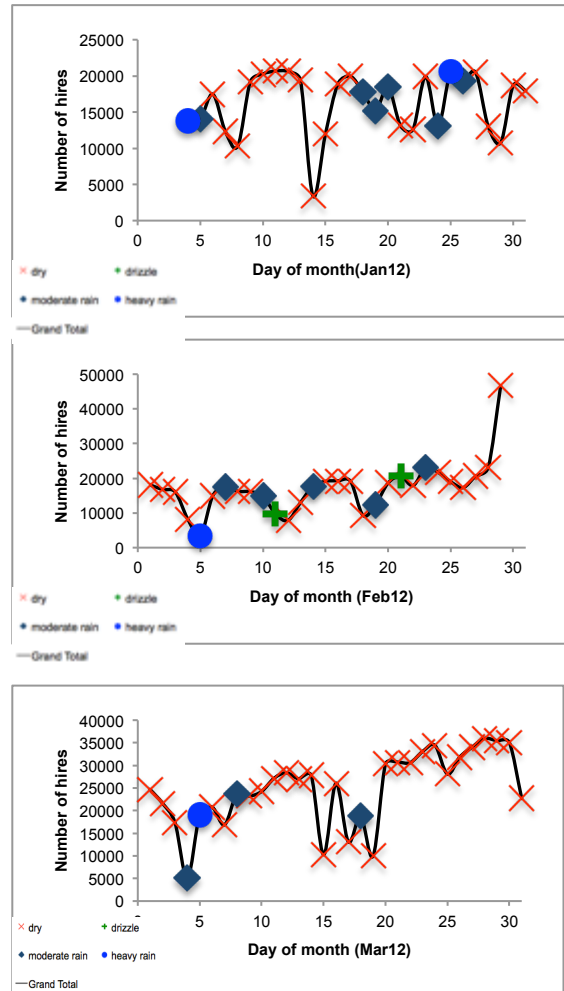 25000
20000
15000
10000
5000
0
Number of hires
0 5 10 15 20 25 30
Day of month(Jan12)
dry drizzle
moderate rain heavy rain
Grand Total
50000
40000
30000
20000
10000
0
Number of hires
0 5 10 15 20 25 30
Day of month (Feb12)
dry drizzle
moderate rain heavy rain
Grand Total
40000
35000
30000
25000
20000
15000
10000
5000
0
Number of hires
0 5 10 15 20 25 30
Day of month (Mar12)
dry drizzle
moderate rain heavy rain
Grand Total